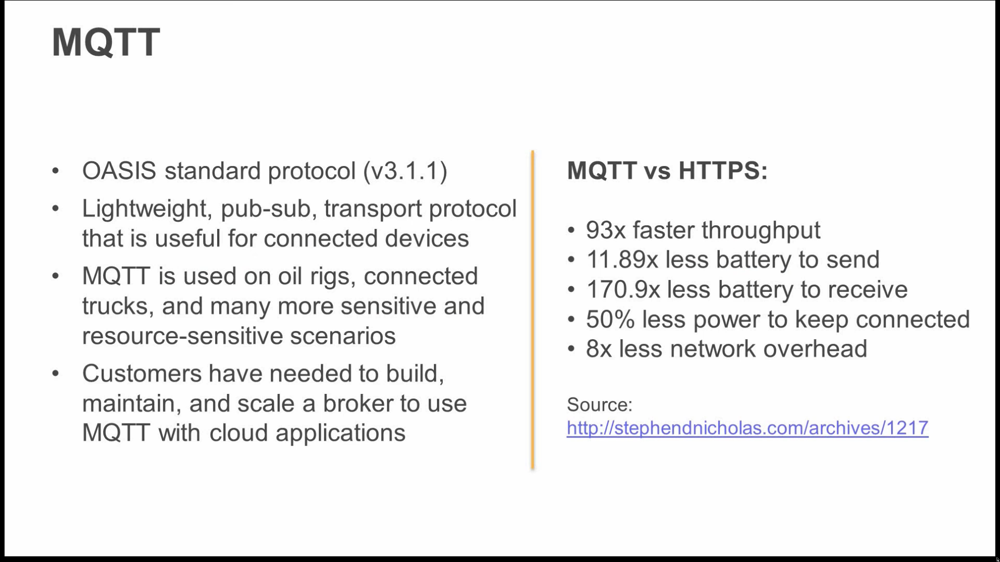 MQTT
• OASIS standard protocol (v3.1.1)
• Lightweight, pub-sub, transport protocol
that is useful for connected devices
• MQTT is used on oil rigs, connected
trucks, and many more sensitive and
resource-sensitive scenarios
• Customers have needed to build,
maintain, and scale a broker to use
MQTT with cloud applications
MQTT vs HTTPS:
• 93x faster throughput
• 11.89x less battery to send
• 170.9x less battery to receive
• 50% less power to keep connected
• 8x less network overhead
Source:
http://stephendnicholas.com/archives/1217